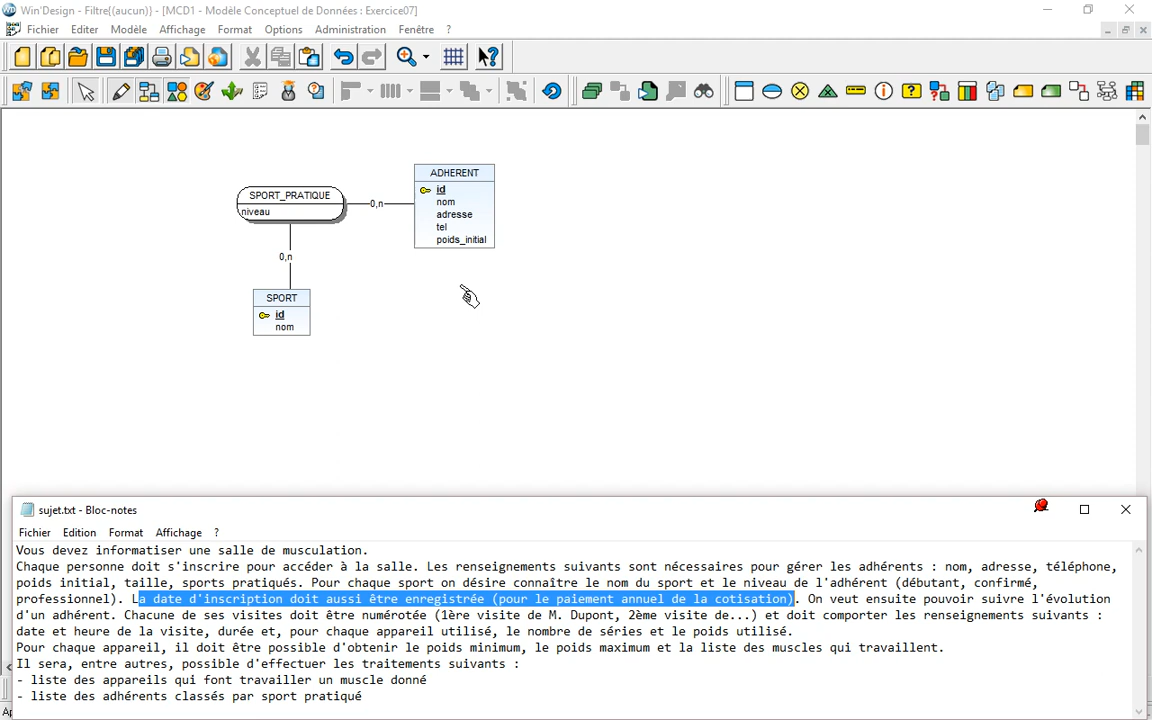 Win'Design - Filtre{(aucun)} - [MCD1 - Modèle Conceptuel de Données : Exercice07]
Fichier Editer Modèle Affichage Format Options Administration Fenêtre ?
ADHERENT
id
nom
adresse
tel
poids_initial
SPORT_PRATIQUE
niveau
0,n
0,n
SPORT
id
nom
sujet.txt - Bloc-notes
Fichier Edition Format Affichage ?
Vous devez informatiser une salle de musculation.
Chaque personne doit s'inscrire pour accéder à la salle. Les renseignements suivants sont nécessaires pour gérer les adhérents : nom, adresse, téléphone,
poids initial, taille, sports pratiqués. Pour chaque sport on désire connaître le nom du sport et le niveau de l'adhérent (débutant, confirmé,
professionnel). La date d'inscription doit aussi être enregistrée (pour le paiement annuel de la cotisation). On veut ensuite pouvoir suivre l'évolution
d'un adhérent. Chacune de ses visites doit être numérotée (1ère visite de M. Dupont, 2ème visite de...) et doit comporter les renseignements suivants :
date et heure de la visite, durée et, pour chaque appareil utilisé, le nombre de séries et le poids utilisé.
Pour chaque appareil, il doit être possible d'obtenir le poids minimum, le poids maximum et la liste des muscles qui travaillent.
Il sera, entre autres, possible d'effectuer les traitements suivants :
- liste des appareils qui font travailler un muscle donné
- liste des adhérents classés par sport pratiqué